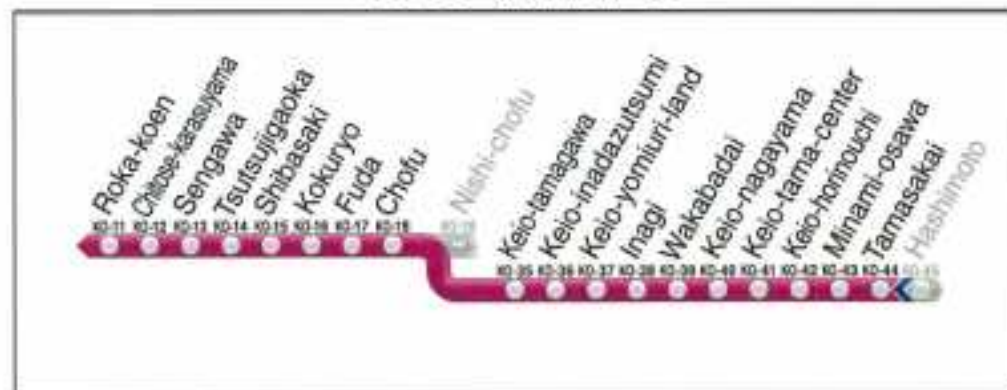 Roka-koen
Chitose-karasuyama
Sengawa
Tsutsujigaoka
Shibasaki
Kokuryo
Fuda
Chofu
Nishi-chofu
KO-11 KO-12 KO-13 KO-14 KO-15 KO-16 KO-17 KO-18
Keio-tamagawa
Keio-inadazutsumi
Keio-yomiuri-land
Inagi
Wakabadai
Keio-nagayama
Keio-tama-center
Keio-horinouchi
Minami-osawa
Tamasakai
Hashimoto
KO-35 KO-36 KO-37 KO-38 KO-39 KO-40 KO-41 KO-42 KO-43 KO-44 KO-45